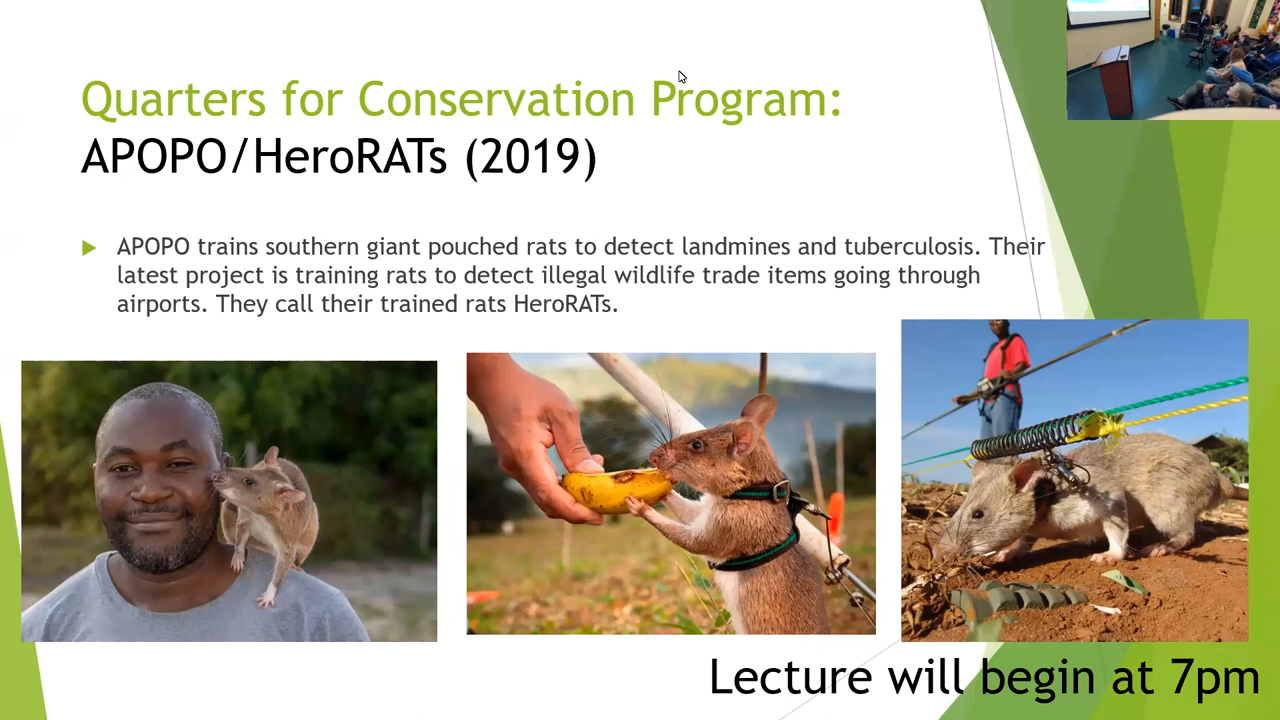 Quarters for Conservation Program:
APOPO/HeroRATs (2019)
APOPO trains southern giant pouched rats to detect landmines and tuberculosis. Their
latest project is training rats to detect illegal wildlife trade items going through
airports. They call their trained rats HeroRATs.
Lecture will begin at 7pm